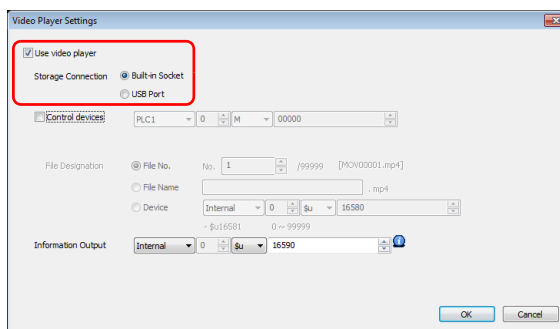 Video Player Settings
Use video player
Storage Connection Built-in Socket
USB Port
Control devices PLC1 0 M 00000
File Designation File No. No. 1 /99999 [MOV00001.mp4]
File Name . mp4
Device Internal 0 $u 16580
- $u16581 0 ~ 99999
Information Output Internal 0 $u 16590
OK Cancel